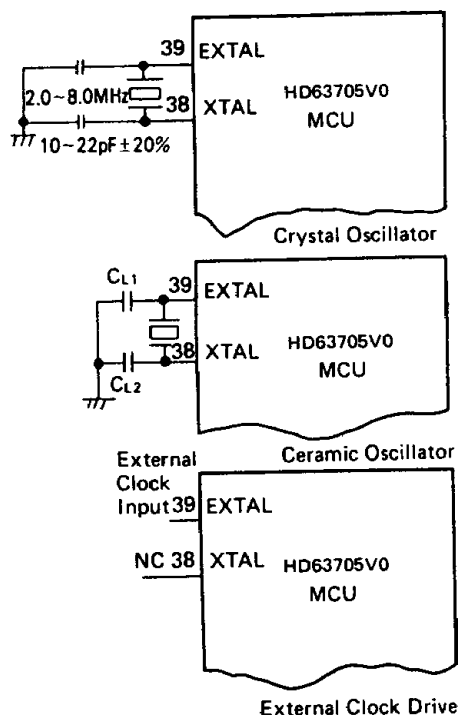 39 EXTAL
HD63705V0
MCU
2.0~8.0MHz
38 XTAL
10~22pF±20%
Crystal Oscillator
CL1
39 EXTAL
HD63705V0
MCU
38 XTAL
CL2
Ceramic Oscillator
External
Clock
Input 39 EXTAL
NC 38 XTAL
HD63705V0
MCU
External Clock Drive